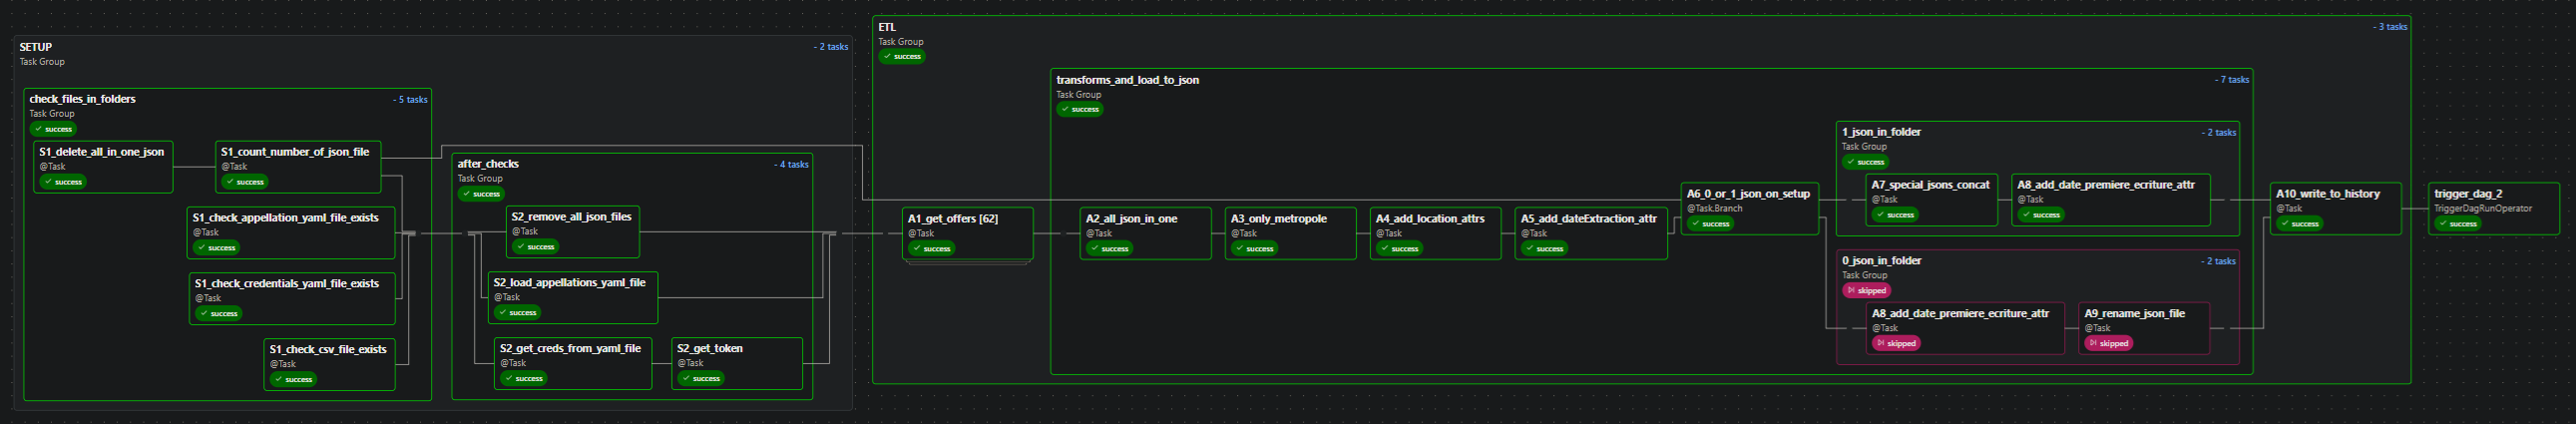 SETUP
- 2 tasks
Task Group
check_files_in_folders
- 5 tasks
Task Group
success
S1_delete_all_in_one_json
@Task
success
S1_count_number_of_json_file
@Task
success
S1_check_appellation_yaml_file_exists
@Task
success
S1_check_credentials_yaml_file_exists
@Task
success
S1_check_csv_file_exists
@Task
success
after_checks
- 4 tasks
Task Group
success
S2_remove_all_json_files
@Task
success
S2_load_appellations_yaml_file
@Task
success
S2_get_creds_from_yaml_file
@Task
success
S2_get_token
@Task
success
ETL
- 3 tasks
Task Group
success
A1_get_offers [62]
@Task
success
transforms_and_load_to_json
- 7 tasks
Task Group
success
A2_all_json_in_one
@Task
success
A3_only_metropole
@Task
success
A4_add_location_attrs
@Task
success
A5_add_dateExtraction_attr
@Task
success
A6_0_or_1_json_on_setup
@Task.Branch
success
1_json_in_folder
- 2 tasks
Task Group
success
A7_special_jsons_concat
@Task
success
A8_add_date_premiere_ecriture_attr
@Task
success
0_json_in_folder
- 2 tasks
Task Group
skipped
A8_add_date_premiere_ecriture_attr
@Task
skipped
A9_rename_json_file
@Task
skipped
A10_write_to_history
@Task
success
trigger_dag_2
TriggerDagRunOperator
success